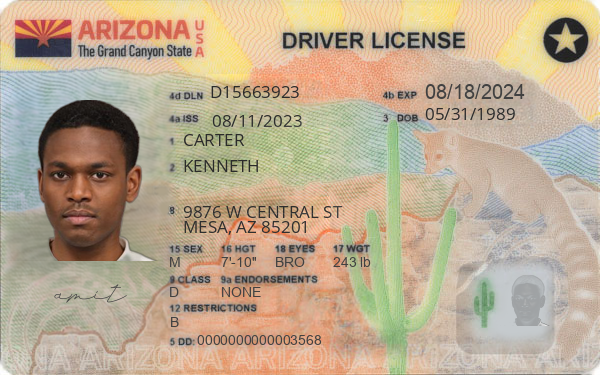 ARIZONA USA
The Grand Canyon State
DRIVER LICENSE
4d DLN D15663923
4b EXP 08/18/2024
4a ISS 08/11/2023
3 DOB 05/31/1989
1 CARTER
2 KENNETH
8 9876 W CENTRAL ST
MESA, AZ 85201
15 SEX 16 HGT 18 EYES 17 WGT
M 7'-10" BRO 243 lb
9 CLASS 9a ENDORSEMENTS
D NONE
amit
12 RESTRICTIONS
B
5 DD: 0000000000003568
ARIZONA ARIZONA ARIZONA ARIZONA